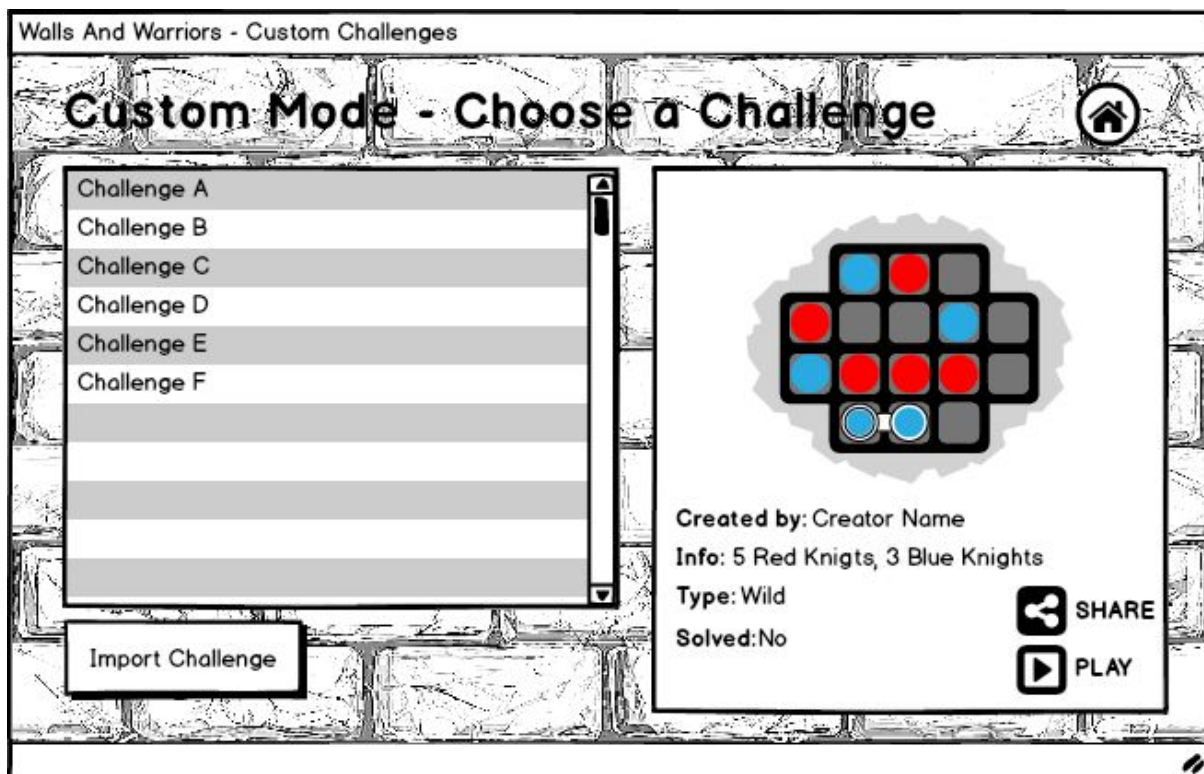 Walls And Warriors - Custom Challenges
Custom Mode - Choose a Challenge
Challenge A
Challenge B
Challenge C
Challenge D
Challenge E
Challenge F
Import Challenge
Created by: Creator Name
Info: 5 Red Knigts, 3 Blue Knights
Type: Wild
Solved:No
SHARE
PLAY